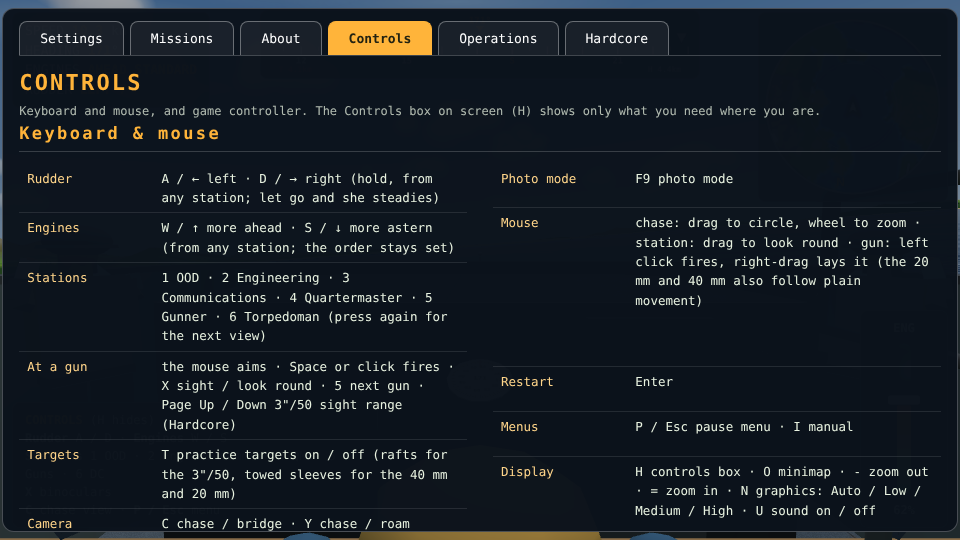 Settings
Missions
About
Controls
Operations
Hardcore
CONTROLS
Keyboard and mouse, and game controller. The Controls box on screen (H) shows only what you need where you are.
Keyboard & mouse
Rudder
A / ← left · D / → right (hold, from
any station; let go and she steadies)
Engines
W / ↑ more ahead · S / ↓ more astern
(from any station; the order stays set)
Stations
1 OOD · 2 Engineering · 3
Communications · 4 Quartermaster · 5
Gunner · 6 Torpedoman (press again for
the next view)
At a gun
the mouse aims · Space or click fires ·
X sight / look round · 5 next gun ·
Page Up / Down 3"/50 sight range
(Hardcore)
Targets
T practice targets on / off (rafts for
the 3"/50, towed sleeves for the 40 mm
and 20 mm)
Camera
C chase / bridge · Y chase / roam
Photo mode
F9 photo mode
Mouse
chase: drag to circle, wheel to zoom ·
station: drag to look round · gun: left
click fires, right-drag lays it (the 20
mm and 40 mm also follow plain
movement)
Restart
Enter
Menus
P / Esc pause menu · I manual
Display
H controls box · O minimap · - zoom out
· = zoom in · N graphics: Auto / Low /
Medium / High · U sound on / off